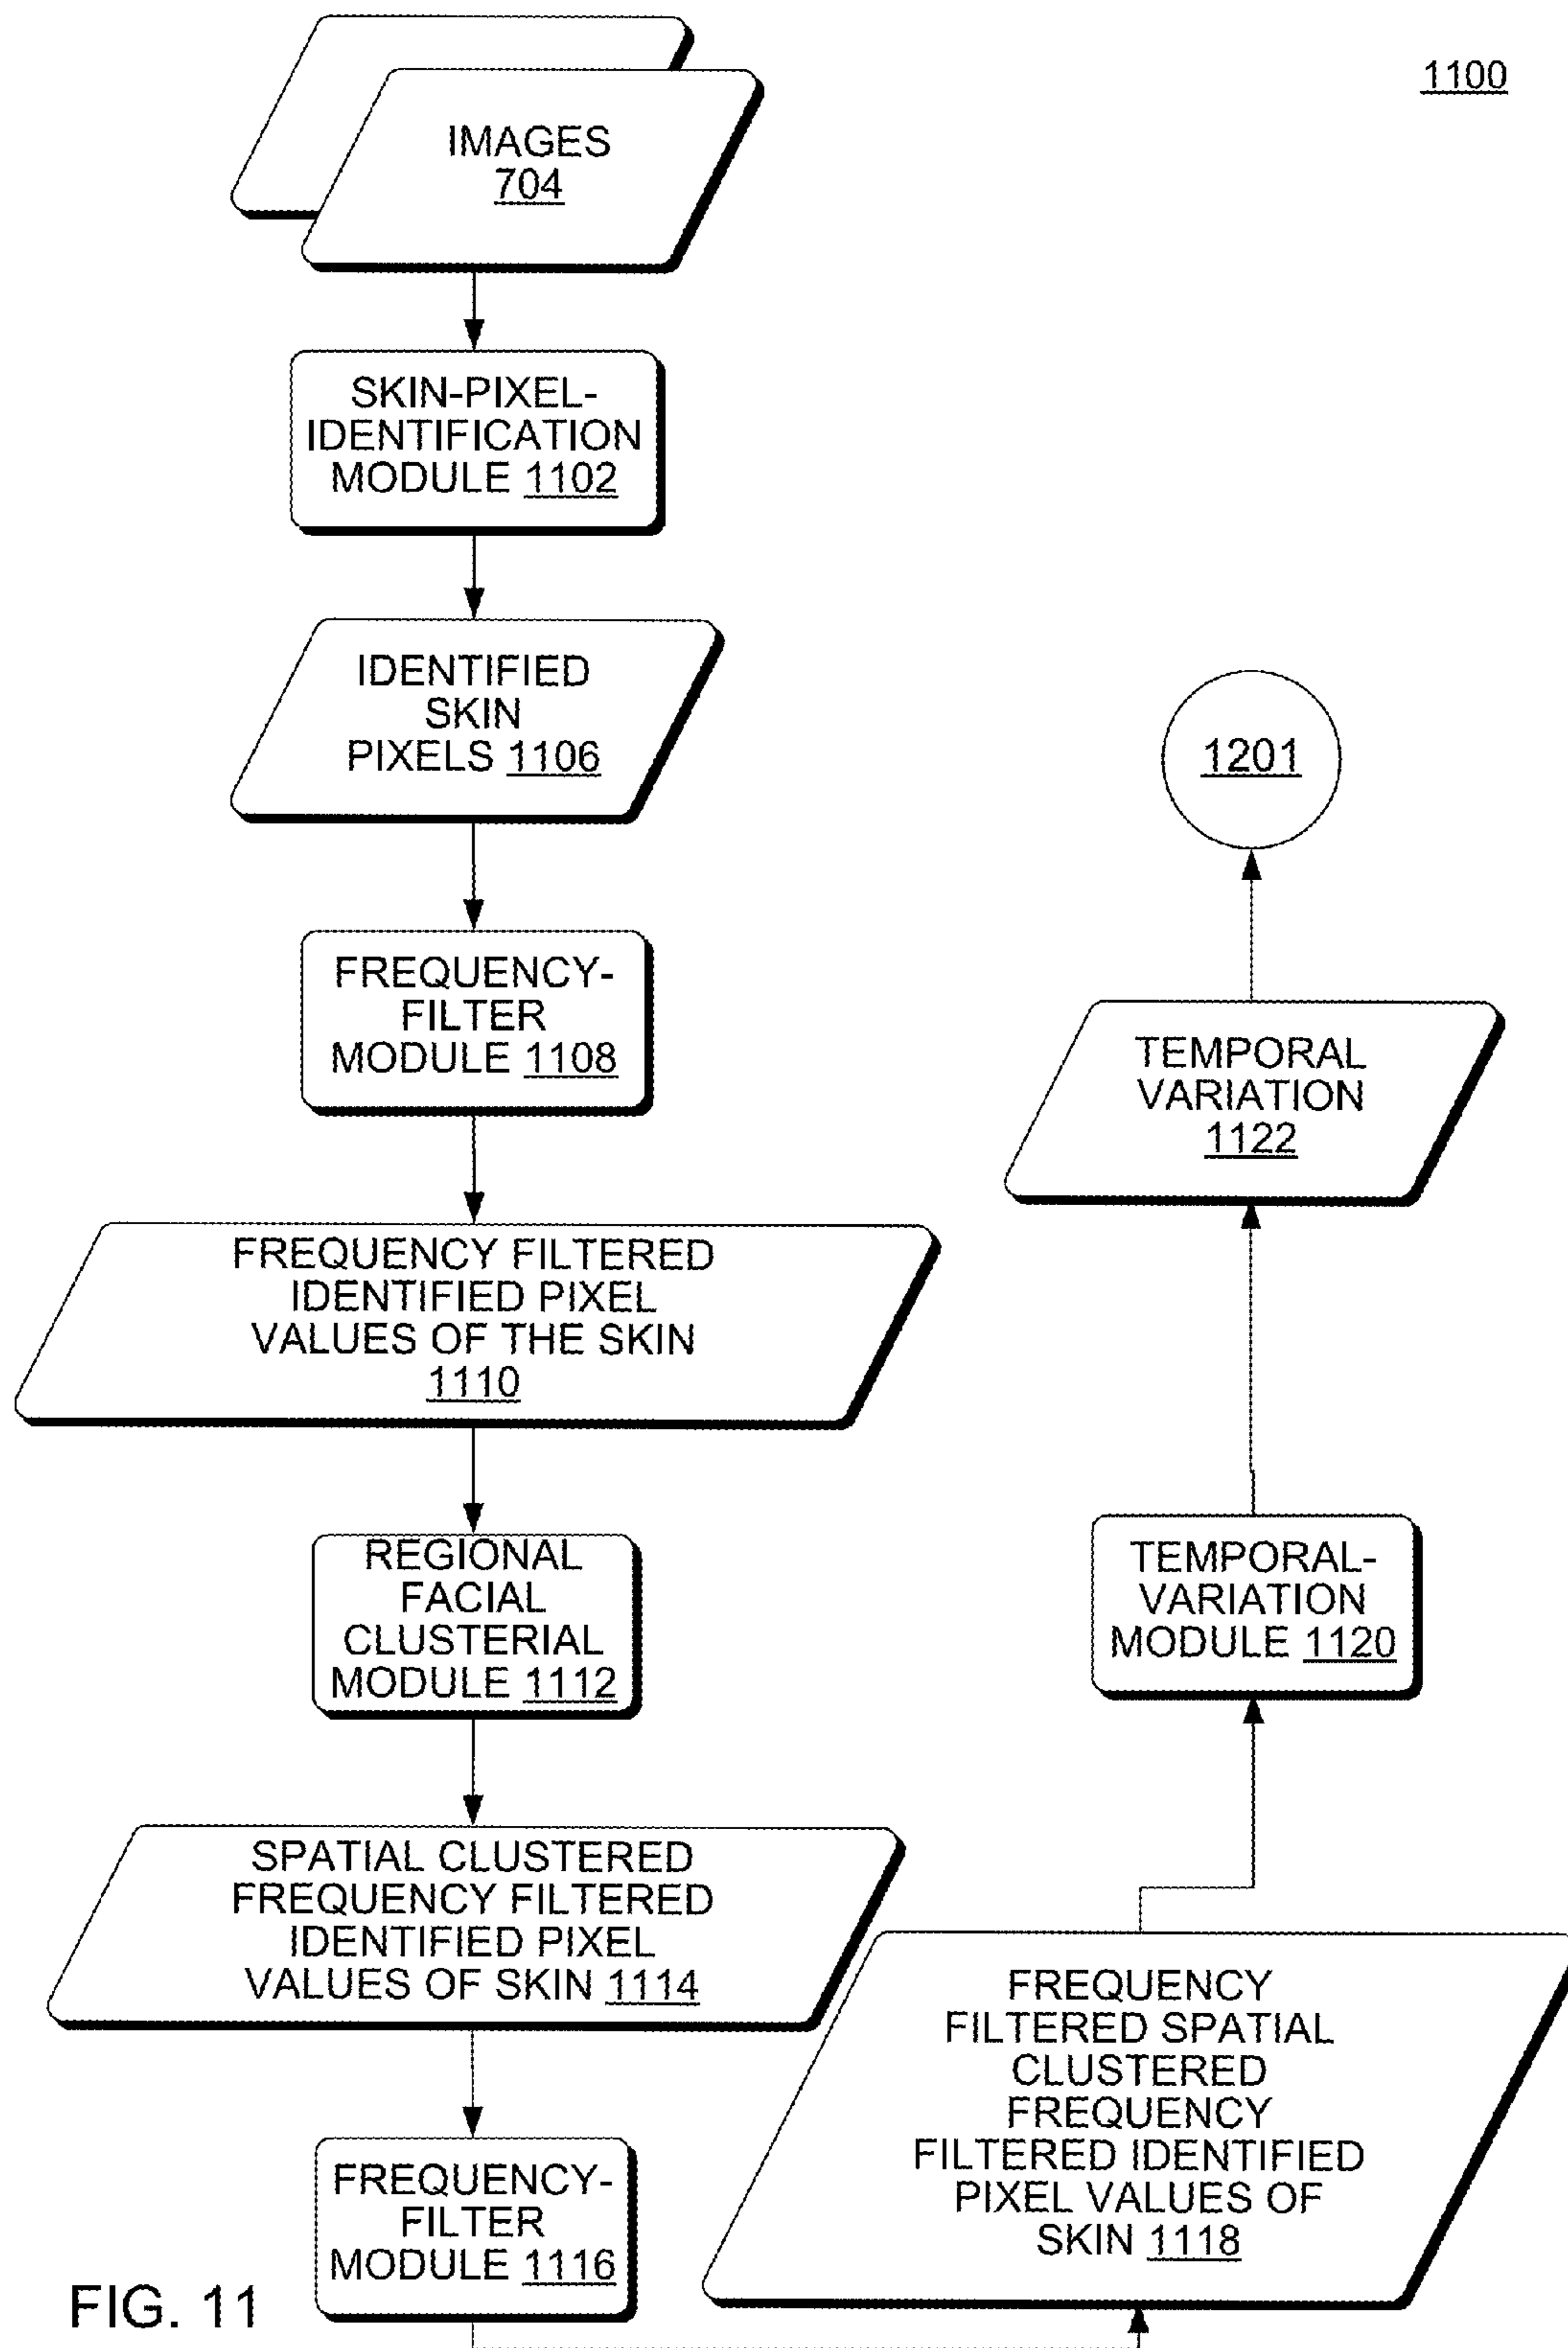 1100
IMAGES
704
SKIN-PIXEL-
IDENTIFICATION
MODULE 1102
IDENTIFIED
SKIN
PIXELS 1106
FREQUENCY-
FILTER
MODULE 1108
FREQUENCY FILTERED
IDENTIFIED PIXEL
VALUES OF THE SKIN
1110
REGIONAL
FACIAL
CLUSTERIAL
MODULE 1112
SPATIAL CLUSTERED
FREQUENCY FILTERED
IDENTIFIED PIXEL
VALUES OF SKIN 1114
FREQUENCY-
FILTER
MODULE 1116
FREQUENCY
FILTERED SPATIAL
CLUSTERED
FREQUENCY
FILTERED IDENTIFIED
PIXEL VALUES OF
SKIN 1118
TEMPORAL-
VARIATION
MODULE 1120
TEMPORAL
VARIATION
1122
1201
FIG. 11